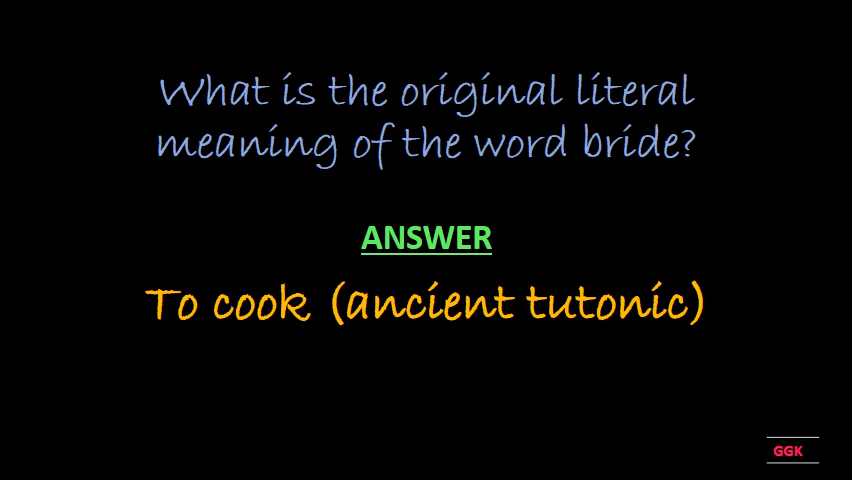 What is the original literal
meaning of the word bride?
ANSWER
To cook (ancient tutonic)
GGK